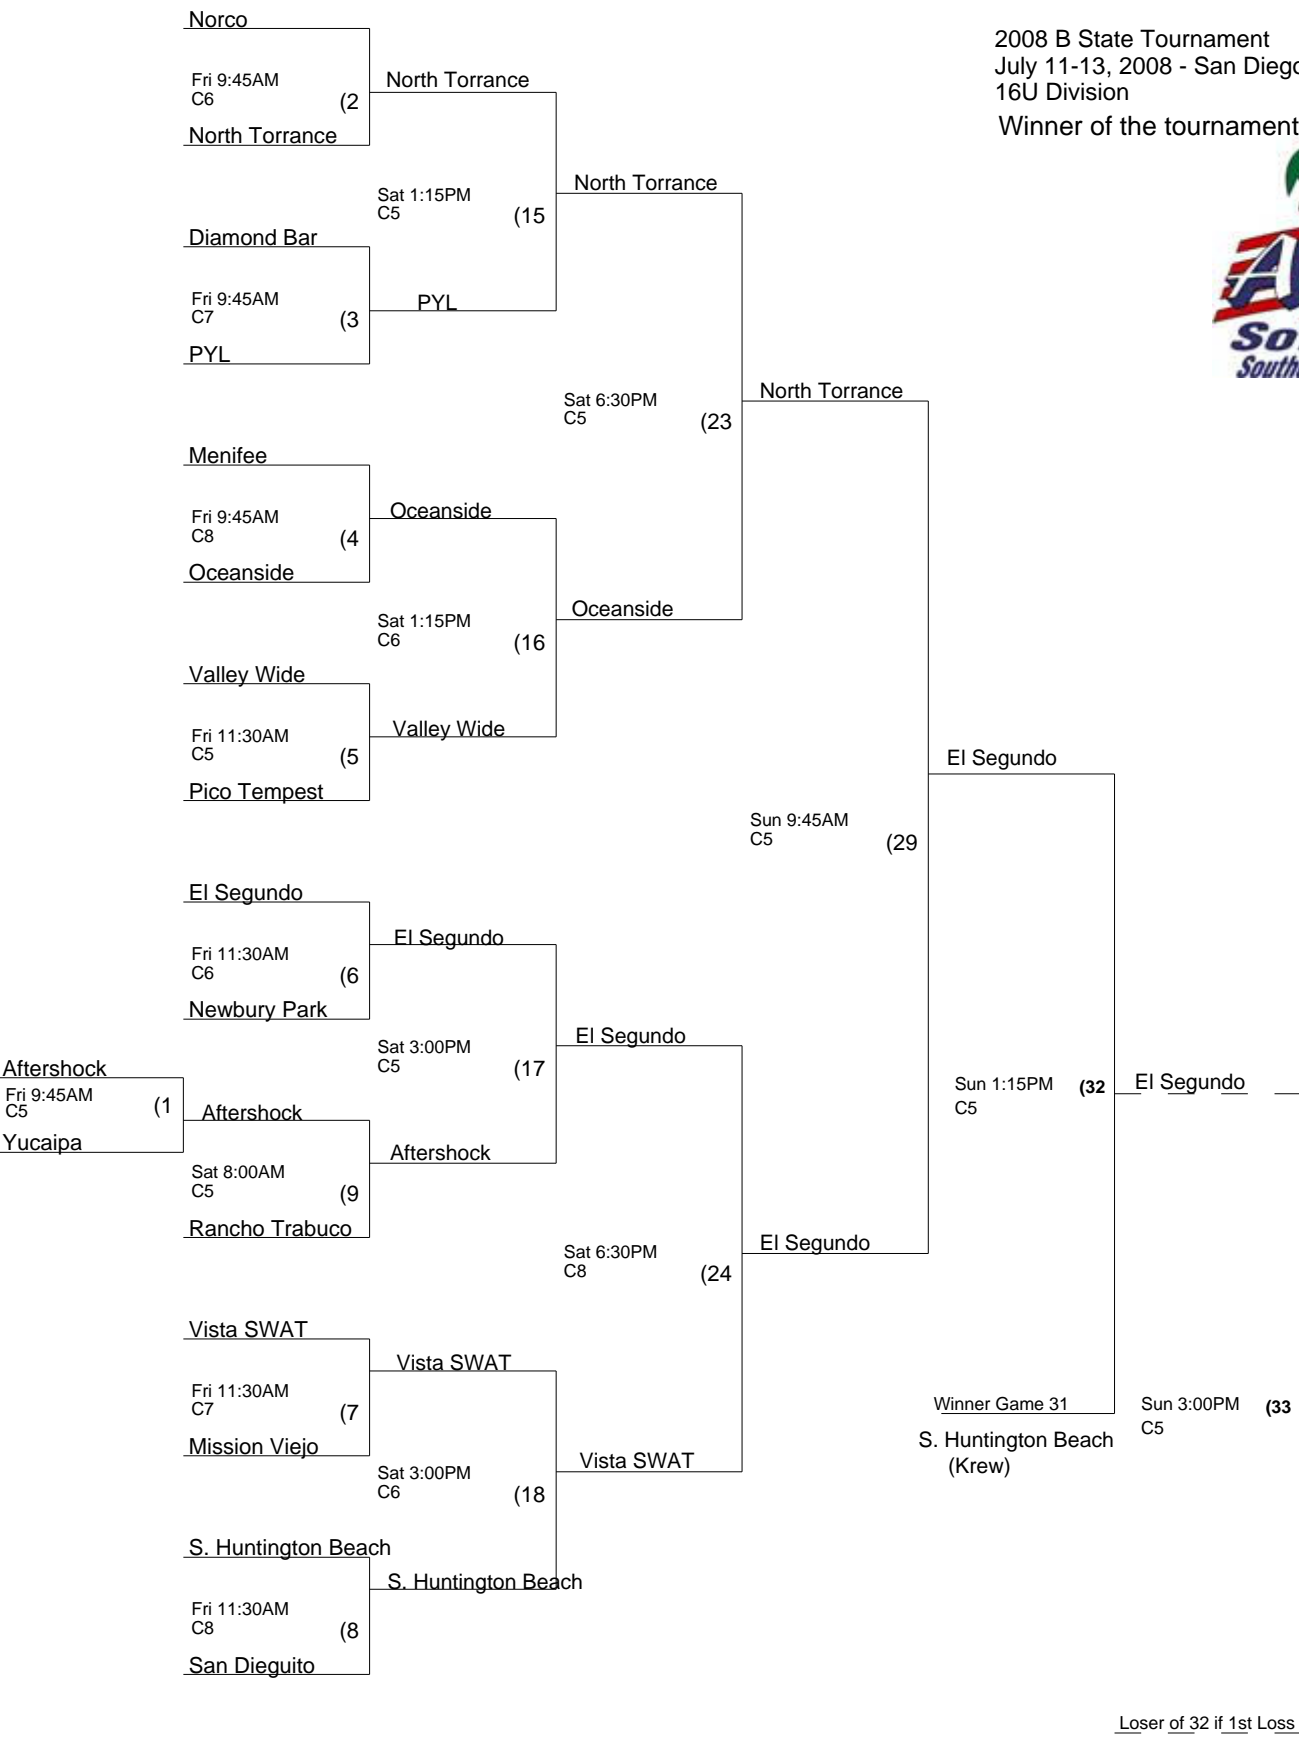 Norco
2008 B State Tournament
July 11-13, 2008 - San Diego
16U Division
Winner of the tournament
Fri 9:45AM
C6
(2
North Torrance
North Torrance
Sat 1:15PM
C5
(15
North Torrance
Diamond Bar
Fri 9:45AM
C7
(3
PYL
PYL
Sat 6:30PM
C5
(23
North Torrance
Menifee
Fri 9:45AM
C8
(4
Oceanside
Oceanside
Sat 1:15PM
C6
(16
Oceanside
Valley Wide
Fri 11:30AM
C5
(5
Valley Wide
Pico Tempest
Sun 9:45AM
C5
(29
El Segundo
El Segundo
Fri 11:30AM
C6
(6
El Segundo
Newbury Park
Sat 3:00PM
C5
(17
El Segundo
Aftershock
Fri 9:45AM
C5
(1
Yucaipa
Aftershock
Sat 8:00AM
C5
(9
Aftershock
Rancho Trabuco
Sun 1:15PM
(32
C5
El Segundo
Sat 6:30PM
C8
(24
El Segundo
Vista SWAT
Fri 11:30AM
C7
(7
Vista SWAT
Mission Viejo
Sat 3:00PM
C6
(18
Vista SWAT
Winner Game 31
S. Huntington Beach
(Krew)
Sun 3:00PM
(33
C5
S. Huntington Beach
Fri 11:30AM
C8
(8
S. Huntington Beach
San Dieguito
Loser of 32 if 1st Loss